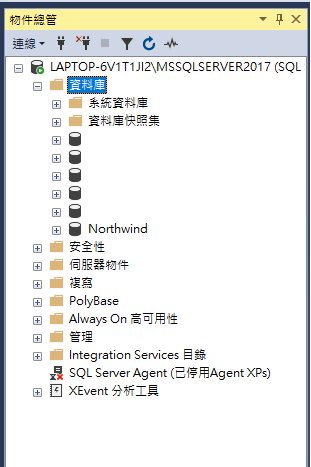 物件總管
連線
LAPTOP-6V1T1JI2\MSSQLSERVER2017 (SQL
資料庫
系統資料庫
資料庫快照集
Northwind
安全性
伺服器物件
複寫
PolyBase
Always On 高可用性
管理
Integration Services 目錄
SQL Server Agent (已停用Agent XPs)
XEvent 分析工具